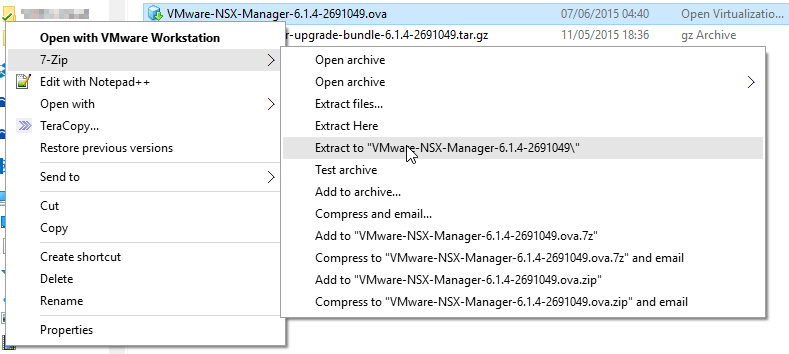 VMware-NSX-Manager-6.1.4-2691049.ova 07/06/2015 04:40 Open Virtualizatio...
r-upgrade-bundle-6.1.4-2691049.tar.gz 11/05/2015 18:36 gz Archive
Open with VMware Workstation
7-Zip
Edit with Notepad++
Open with
TeraCopy...
Restore previous versions
Send to
Cut
Copy
Create shortcut
Delete
Rename
Properties
Open archive
Open archive
Extract files...
Extract Here
Extract to "VMware-NSX-Manager-6.1.4-2691049\"
Test archive
Add to archive...
Compress and email...
Add to "VMware-NSX-Manager-6.1.4-2691049.ova.7z"
Compress to "VMware-NSX-Manager-6.1.4-2691049.ova.7z" and email
Add to "VMware-NSX-Manager-6.1.4-2691049.ova.zip"
Compress to "VMware-NSX-Manager-6.1.4-2691049.ova.zip" and email